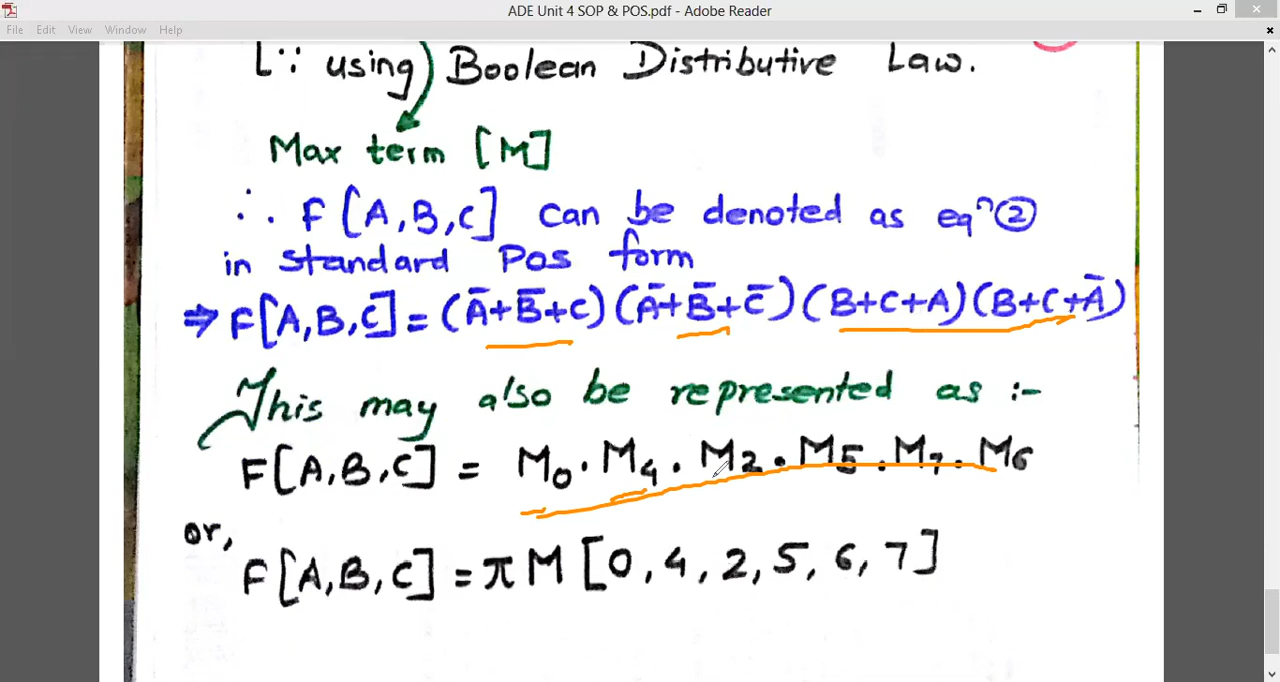 ADE Unit 4 SOP & POS.pdf - Adobe Reader
File Edit View Window Help
[∵ using) Boolean Distributive Law.
Max term [M]
∴ F[A,B,C] can be denoted as eqⁿ②
in standard POS form
⇒ F[A,B,C] = (Ā+B̄+C)(Ā+B̄+C̄)(B+C+A)(B+C+Ā)
This may also be represented as :-
F[A,B,C] = M₀.M₄.M₂.M₅.M₇.M₆
or,
F[A,B,C] = πM[0,4,2,5,6,7]